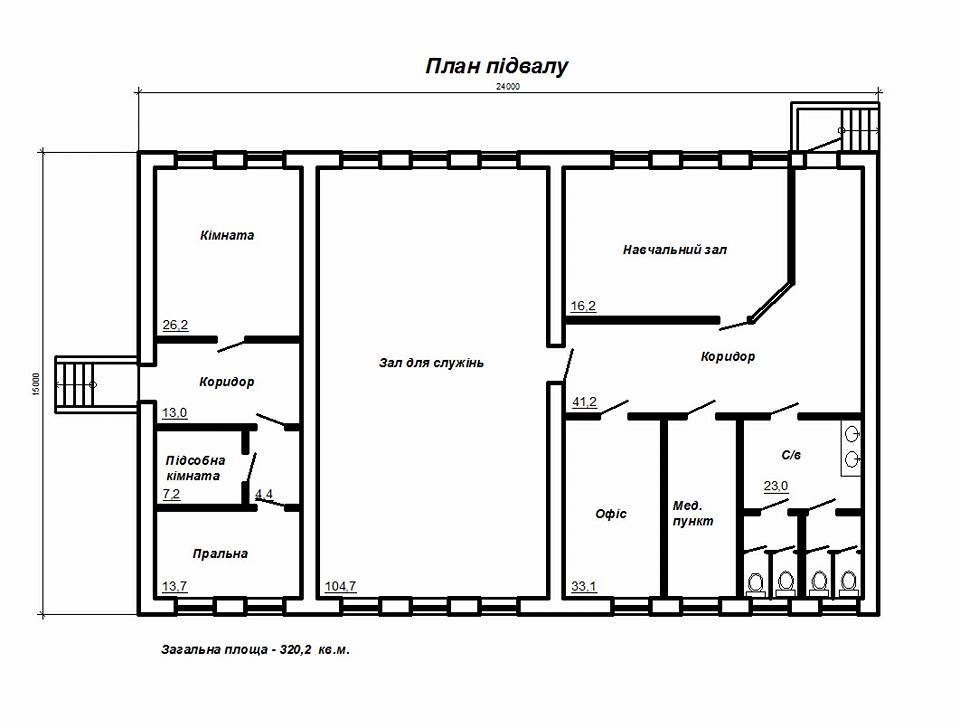 План підвалу
24000
15000
Кімната
26,2
Коридор
13,0
Підсобна
кімната
7,2
4,4
Пральна
13,7
Зал для служінь
104,7
Навчальний зал
16,2
Коридор
41,2
Офіс
33,1
Мед.
пункт
С/в
23,0
Загальна площа - 320,2 кв.м.